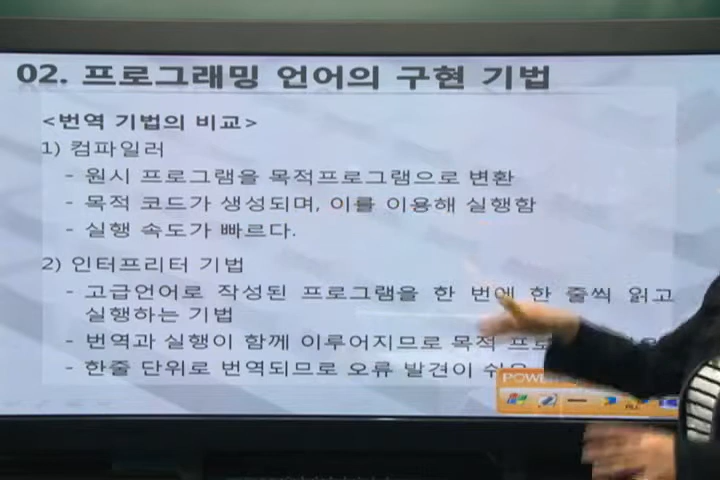 02. 프로그래밍 언어의 구현 기법
<번역 기법의 비교>
1) 컴파일러
- 원시 프로그램을 목적프로그램으로 변환
- 목적 코드가 생성되며, 이를 이용해 실행함
- 실행 속도가 빠르다.
2) 인터프리터 기법
- 고급언어로 작성된 프로그램을 한 번에 한 줄씩 읽고
실행하는 기법
- 번역과 실행이 함께 이루어지므로 목적
- 한줄 단위로 번역되므로 오류 발견이